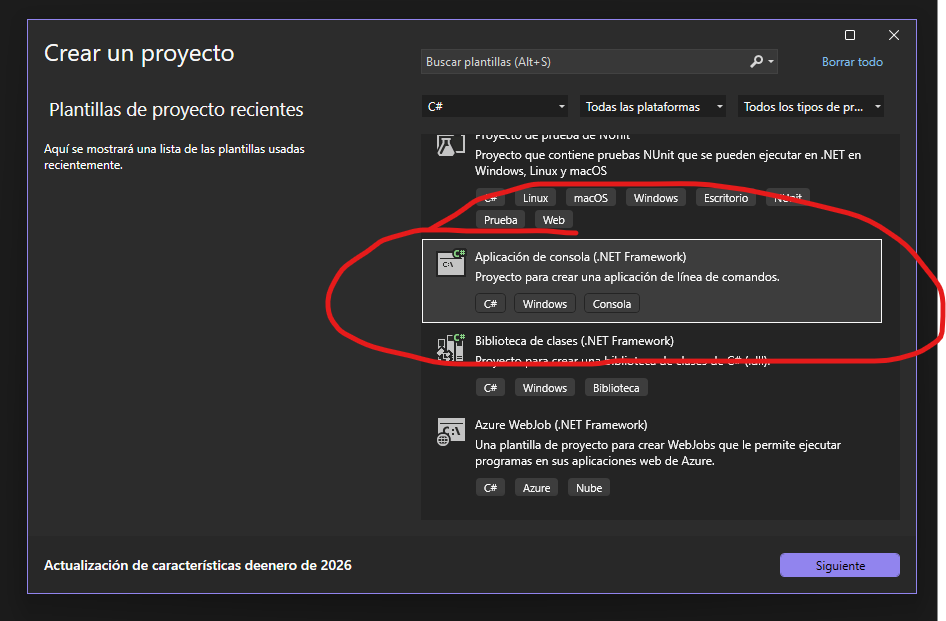 Crear un proyecto
Buscar plantillas (Alt+S)
Borrar todo
Plantillas de proyecto recientes
C#
Todas las plataformas
Todos los tipos de pr...
Aquí se mostrará una lista de las plantillas usadas
recientemente.
Proyecto de prueba de NUnit
Proyecto que contiene pruebas NUnit que se pueden ejecutar en .NET en
Windows, Linux y macOS
C# Linux macOS Windows Escritorio NUnit
Prueba Web
C#
C:\
Aplicación de consola (.NET Framework)
Proyecto para crear una aplicación de línea de comandos.
C# Windows Consola
C#
Biblioteca de clases (.NET Framework)
Proyecto para crear una biblioteca de clases de C# (.dll).
C# Windows Biblioteca
C:\
Azure WebJob (.NET Framework)
Una plantilla de proyecto para crear WebJobs que le permite ejecutar
programas en sus aplicaciones web de Azure.
C# Azure Nube
Actualización de características deenero de 2026
Siguiente